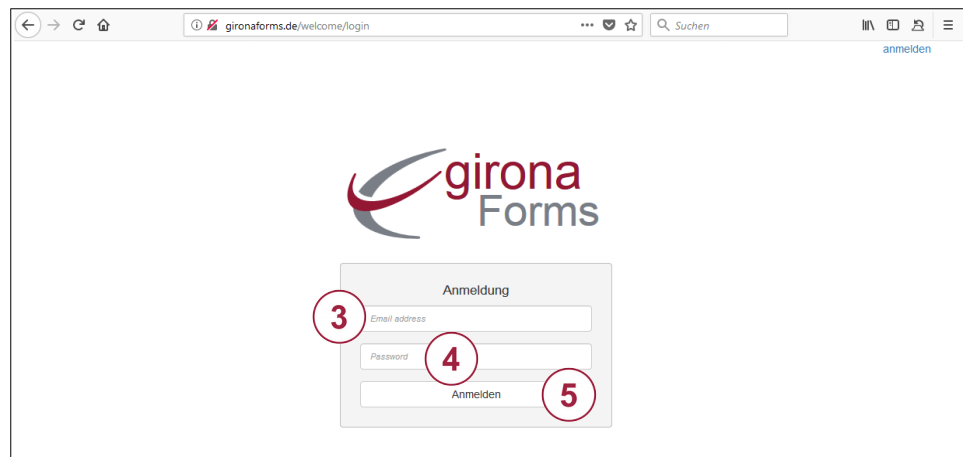 gironaforms.de/welcome/login
Suchen
anmelden
girona
Forms
Anmeldung
3
Email address
Password
4
Anmelden
5